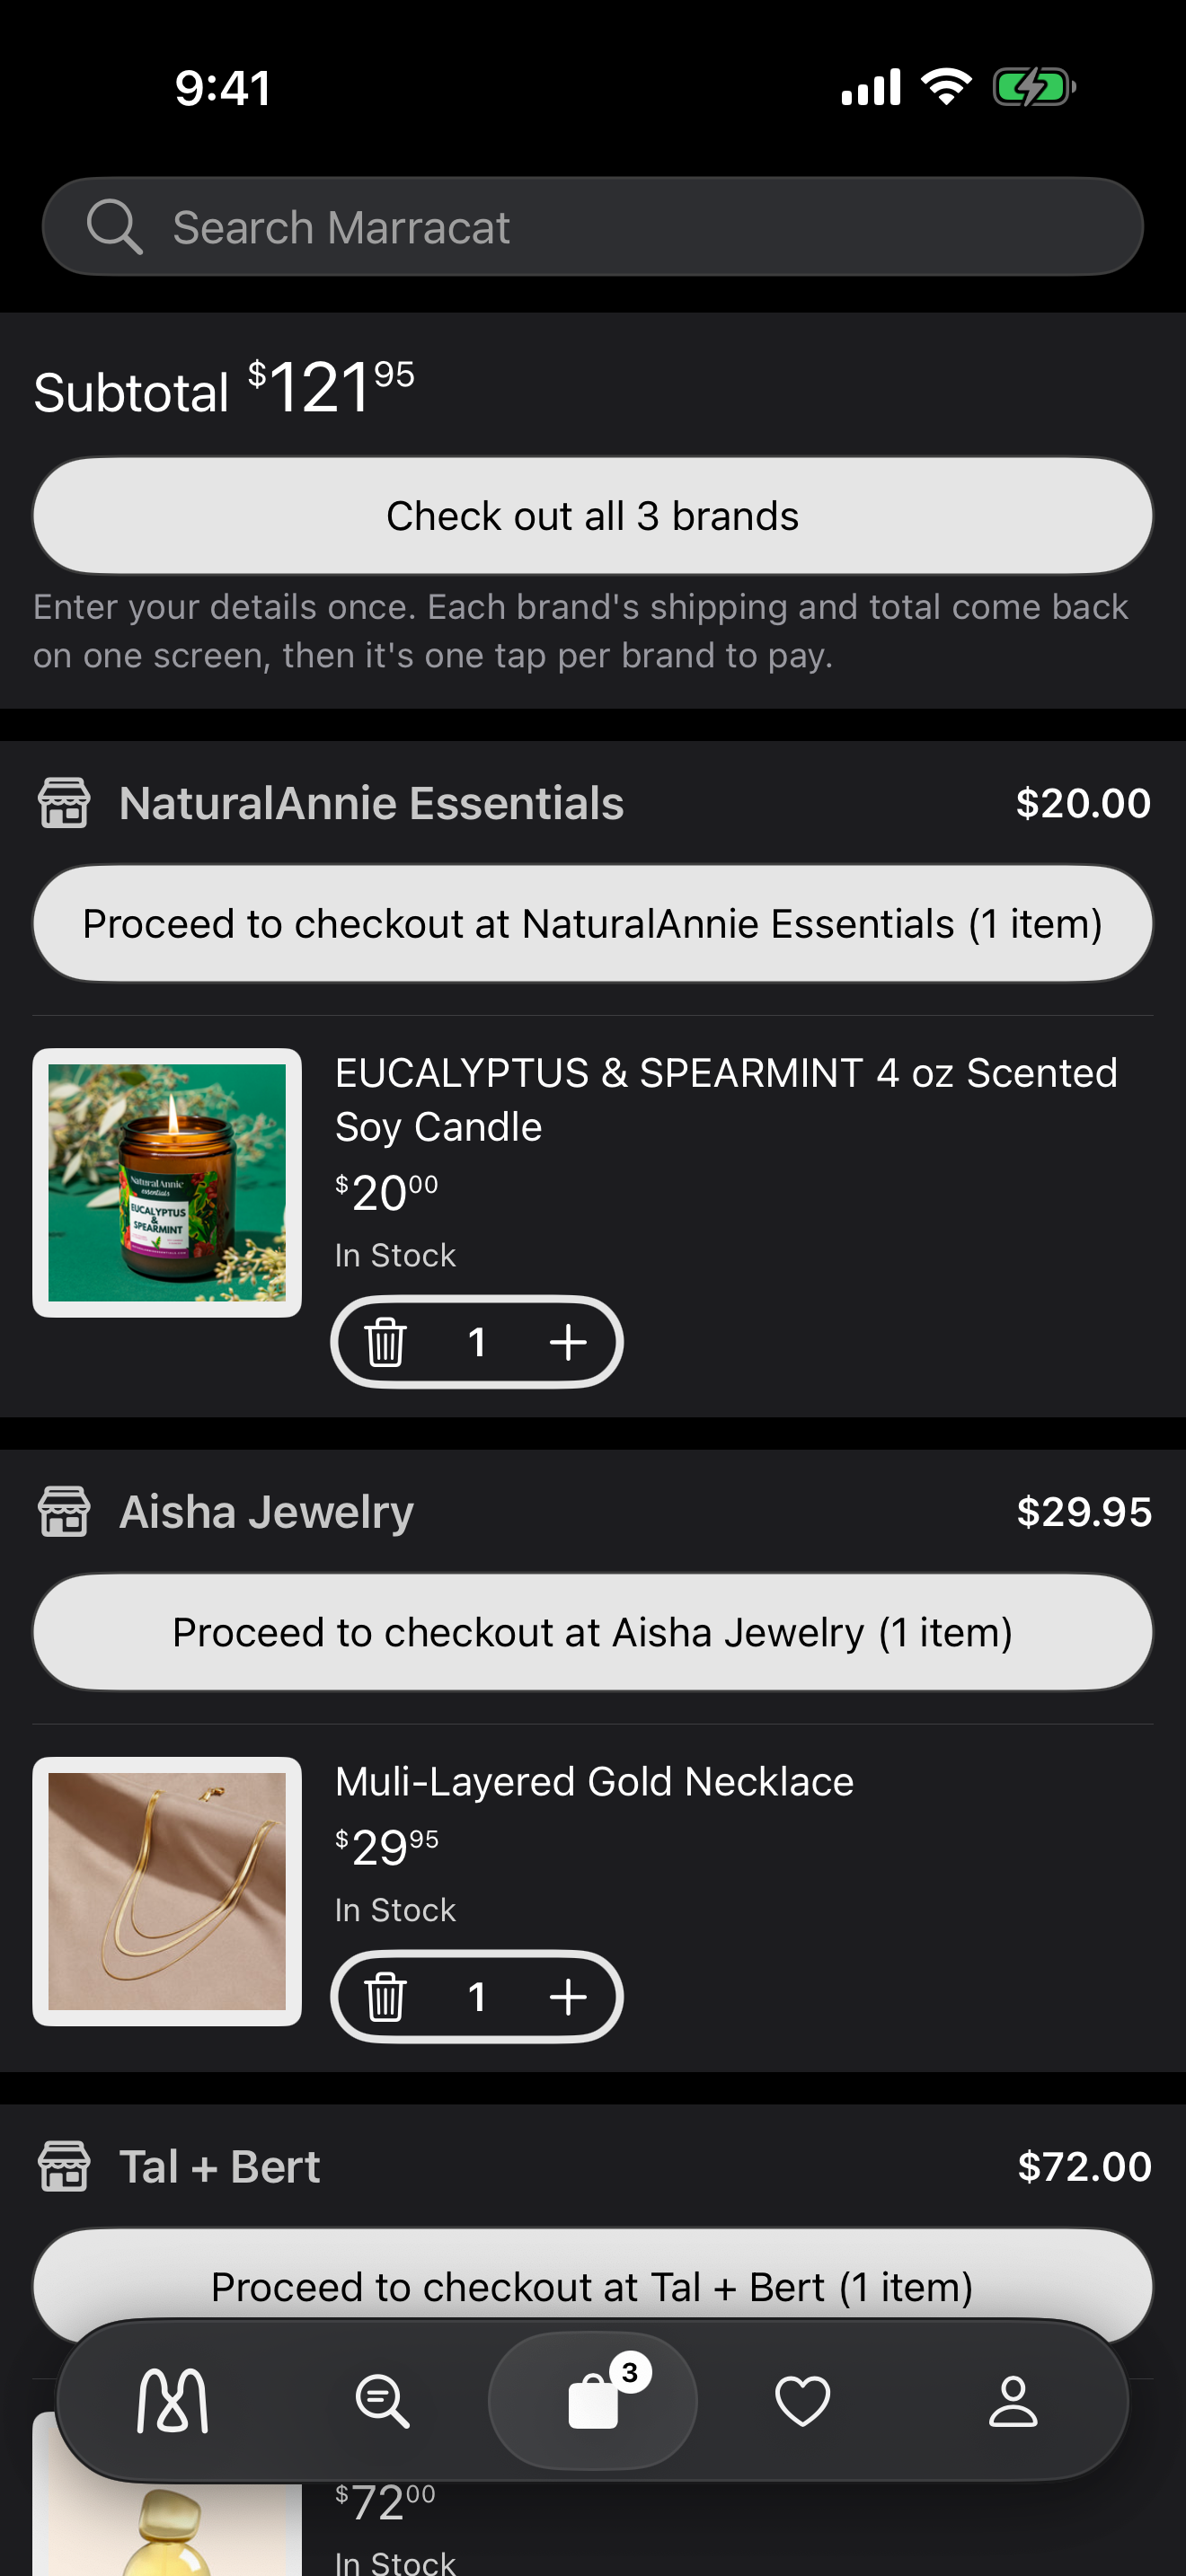 9:41
Search Marracat
Subtotal $121 95
Check out all 3 brands
Enter your details once. Each brand's shipping and total come back
on one screen, then it's one tap per brand to pay.
NaturalAnnie Essentials $20.00
Proceed to checkout at NaturalAnnie Essentials (1 item)
EUCALYPTUS & SPEARMINT 4 oz Scented
Soy Candle
$20 00
In Stock
1
NaturalAnnie
essentials
EUCALYPTUS
&
SPEARMINT
Aisha Jewelry $29.95
Proceed to checkout at Aisha Jewelry (1 item)
Muli-Layered Gold Necklace
$29 95
In Stock
1
Tal + Bert $72.00
Proceed to checkout at Tal + Bert (1 item)
3
$72 00
In Stock